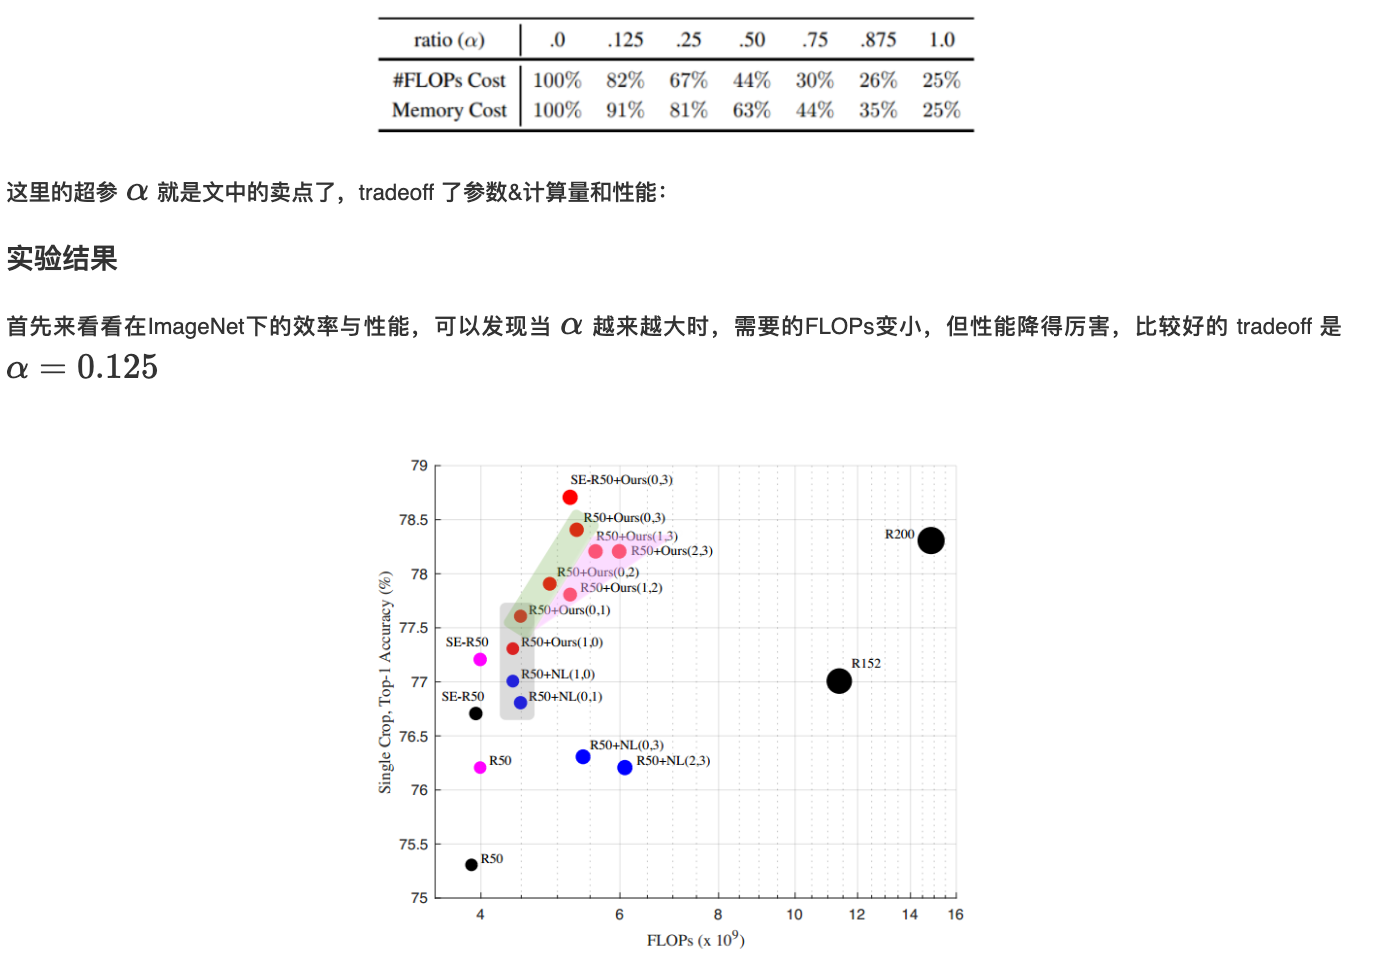 ratio (α) .0 .125 .25 .50 .75 .875 1.0
#FLOPs Cost 100% 82% 67% 44% 30% 26% 25%
Memory Cost 100% 91% 81% 63% 44% 35% 25%
这里的超参 α 就是文中的卖点了，tradeoff 了参数&计算量和性能：
实验结果
首先来看看在ImageNet下的效率与性能，可以发现当 α 越来越大时，需要的FLOPs变小，但性能降得厉害，比较好的 tradeoff 是
α = 0.125
79
SE-R50+Ours(0,3)
78.5
R50+Ours(0,3)
R50+Ours(1,3)
R200
R50+Ours(2,3)
78
R50+Ours(0,2)
R50+Ours(1,2)
R50+Ours(0,1)
77.5
SE-R50
R50+Ours(1,0)
R152
77
R50+NL(1,0)
SE-R50
R50+NL(0,1)
76.5
R50+NL(0,3)
R50
R50+NL(2,3)
76
75.5
R50
75
4 6 8 10 12 14 16
FLOPs (x 10⁹)
Single Crop, Top-1 Accuracy (%)